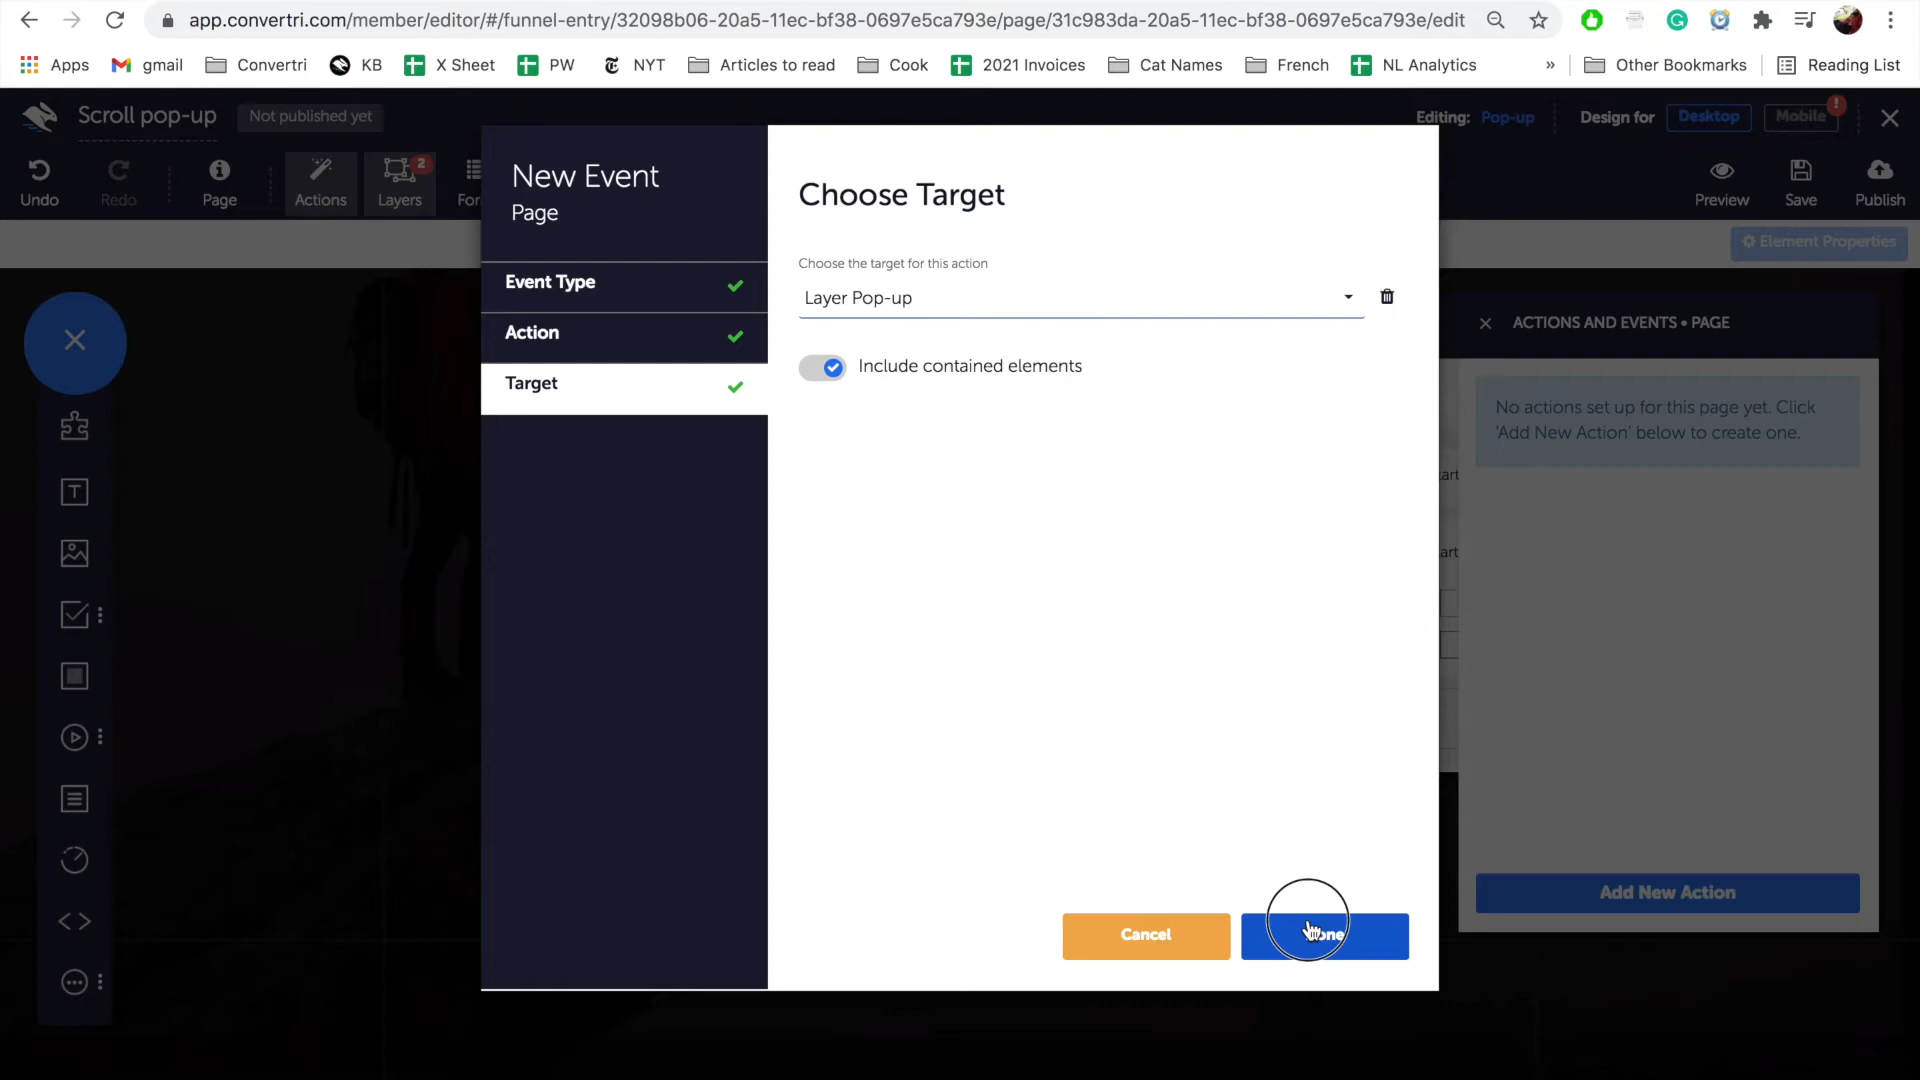 app.convertri.com/member/editor/#/funnel-entry/32098b06-20a5-11ec-bf38-0697e5ca793e/page/31c983da-20a5-11ec-bf38-0697e5ca793e/edit
Apps gmail Convertri KB X Sheet PW NYT Articles to read Cook 2021 Invoices Cat Names French NL Analytics » Other Bookmarks Reading List
Scroll pop-up Not published yet
Editing: Pop-up Design for Desktop Mobile !
Undo Redo Page Actions Layers 2 For
Preview Save Publish
Element Properties
New Event
Page
Event Type
Action
Target
Choose Target
Choose the target for this action
Layer Pop-up
Include contained elements
Cancel
ACTIONS AND EVENTS • PAGE
No actions set up for this page yet. Click
'Add New Action' below to create one.
Add New Action